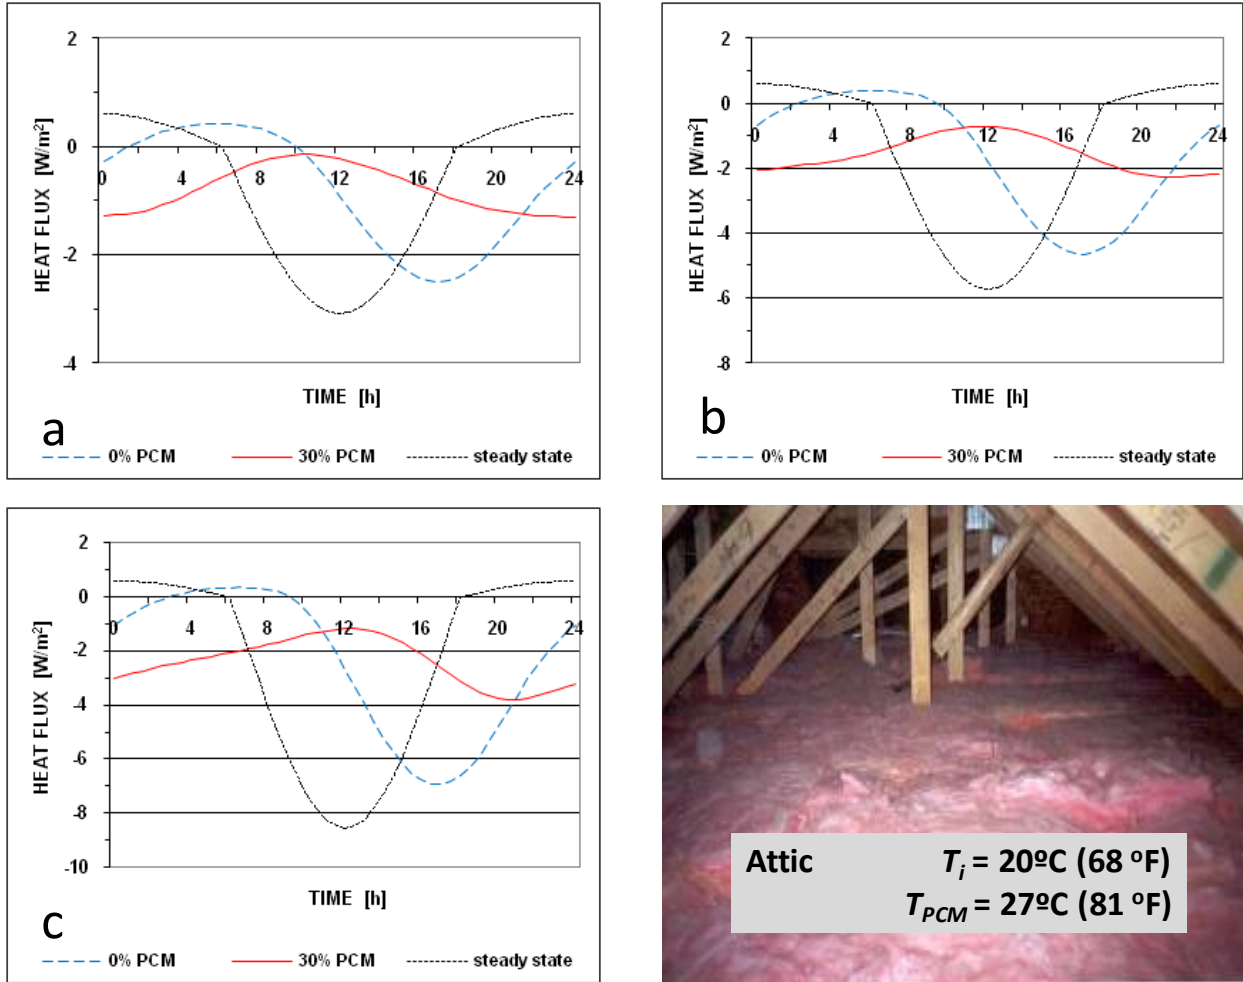 2
0
-2
-4
HEAT FLUX [W/m²]
0 4 8 12 16 20 24
TIME [h]
a
0% PCM 30% PCM steady state
2
0
-2
-4
-6
-8
HEAT FLUX [W/m²]
0 4 8 12 16 20 24
TIME [h]
b
0% PCM 30% PCM steady state
2
0
-2
-4
-6
-8
-10
HEAT FLUX [W/m²]
0 4 8 12 16 20 24
TIME [h]
c
0% PCM 30% PCM steady state
Attic Ti = 20ºC (68 ºF)
TPCM = 27ºC (81 ºF)